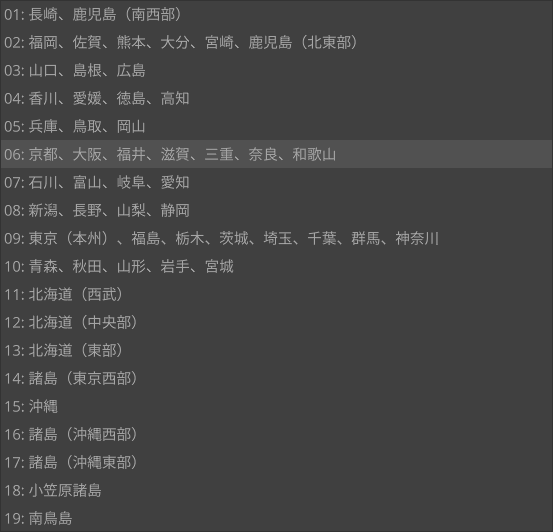 01: 長崎、鹿児島（南西部）
02: 福岡、佐賀、熊本、大分、宮崎、鹿児島（北東部）
03: 山口、島根、広島
04: 香川、愛媛、徳島、高知
05: 兵庫、鳥取、岡山
06: 京都、大阪、福井、滋賀、三重、奈良、和歌山
07: 石川、富山、岐阜、愛知
08: 新潟、長野、山梨、静岡
09: 東京（本州）、福島、栃木、茨城、埼玉、千葉、群馬、神奈川
10: 青森、秋田、山形、岩手、宮城
11: 北海道（西武）
12: 北海道（中央部）
13: 北海道（東部）
14: 諸島（東京西部）
15: 沖縄
16: 諸島（沖縄西部）
17: 諸島（沖縄東部）
18: 小笠原諸島
19: 南鳥島